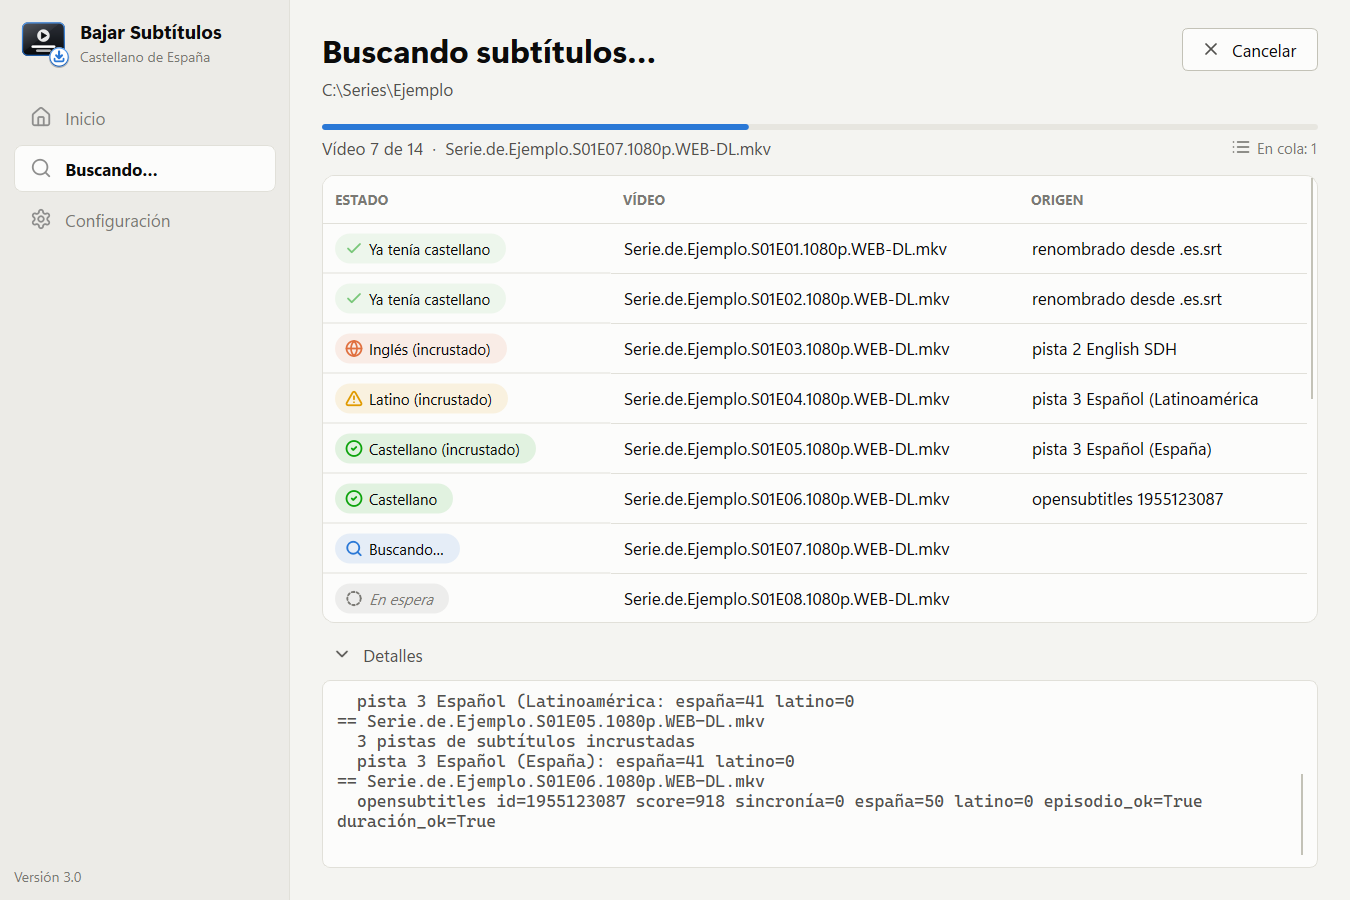 Bajar Subtítulos
Castellano de España
Inicio
Buscando...
Configuración
Versión 3.0
Buscando subtítulos...
Cancelar
C:\Series\Ejemplo
Vídeo 7 de 14 · Serie.de.Ejemplo.S01E07.1080p.WEB-DL.mkv
En cola: 1
ESTADO VÍDEO ORIGEN
Ya tenía castellano Serie.de.Ejemplo.S01E01.1080p.WEB-DL.mkv renombrado desde .es.srt
Ya tenía castellano Serie.de.Ejemplo.S01E02.1080p.WEB-DL.mkv renombrado desde .es.srt
Inglés (incrustado) Serie.de.Ejemplo.S01E03.1080p.WEB-DL.mkv pista 2 English SDH
Latino (incrustado) Serie.de.Ejemplo.S01E04.1080p.WEB-DL.mkv pista 3 Español (Latinoamérica
Castellano (incrustado) Serie.de.Ejemplo.S01E05.1080p.WEB-DL.mkv pista 3 Español (España)
Castellano Serie.de.Ejemplo.S01E06.1080p.WEB-DL.mkv opensubtitles 1955123087
Buscando... Serie.de.Ejemplo.S01E07.1080p.WEB-DL.mkv
En espera Serie.de.Ejemplo.S01E08.1080p.WEB-DL.mkv
Detalles
pista 3 Español (Latinoamérica: españa=41 latino=0
== Serie.de.Ejemplo.S01E05.1080p.WEB-DL.mkv
3 pistas de subtítulos incrustadas
pista 3 Español (España): españa=41 latino=0
== Serie.de.Ejemplo.S01E06.1080p.WEB-DL.mkv
opensubtitles id=1955123087 score=918 sincronía=0 españa=50 latino=0 episodio_ok=True
duración_ok=True